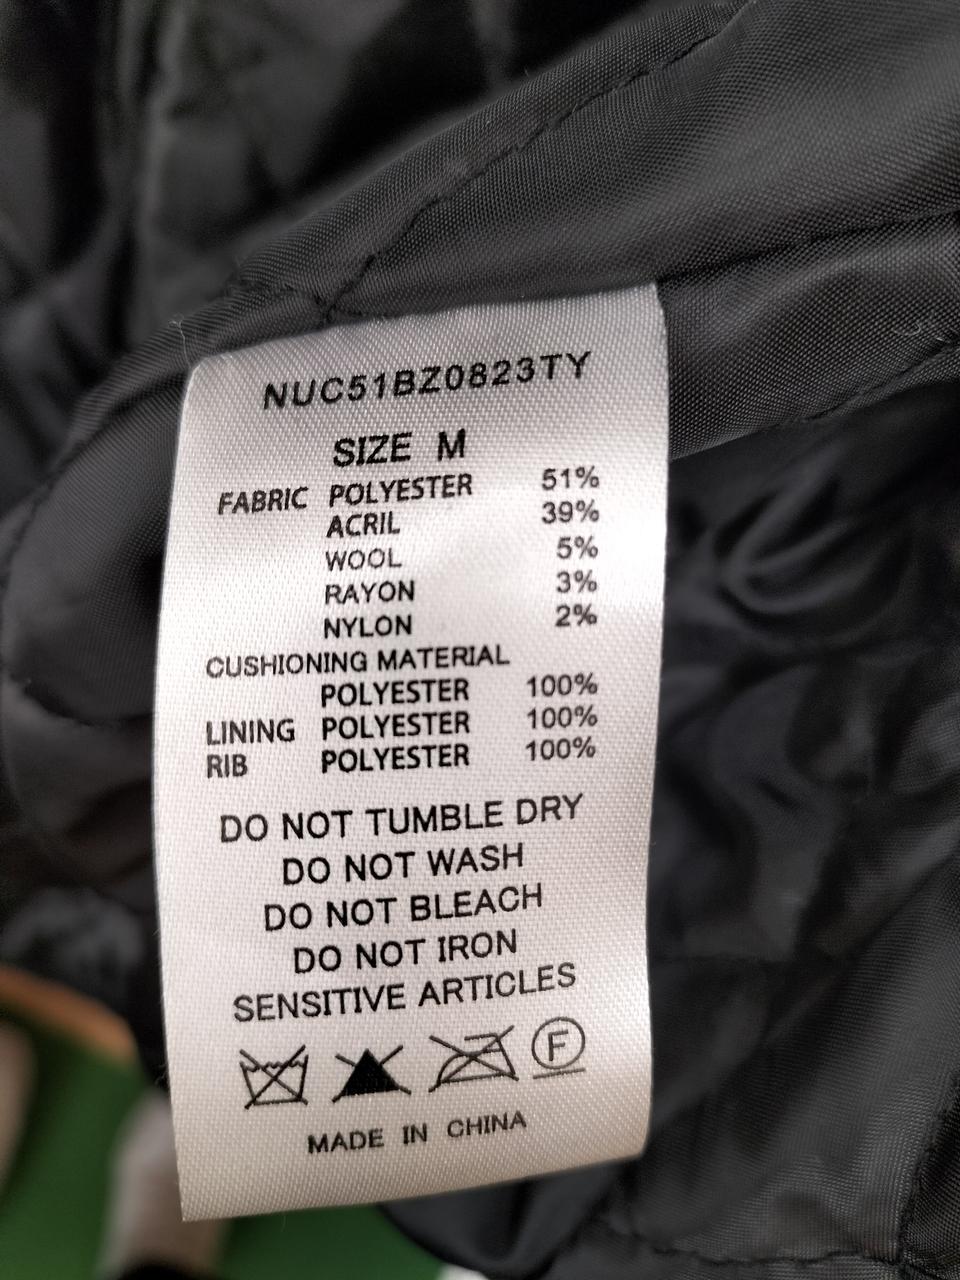 NUC51BZ0823TY
SIZE M
FABRIC POLYESTER 51%
ACRIL 39%
WOOL 5%
RAYON 3%
NYLON 2%
CUSHIONING MATERIAL
POLYESTER 100%
LINING POLYESTER 100%
RIB POLYESTER 100%
DO NOT TUMBLE DRY
DO NOT WASH
DO NOT BLEACH
DO NOT IRON
SENSITIVE ARTICLES
F
MADE IN CHINA